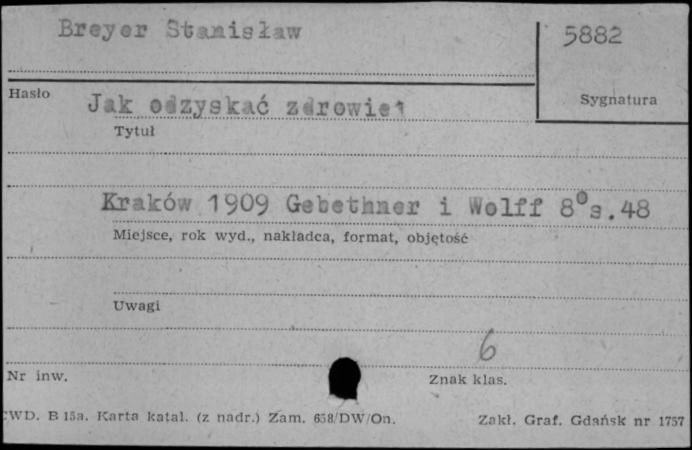 Breyer Stanisław
5882
Hasło
Sygnatura
Jak odzyskać zdrowie?
Tytuł
Kraków 1909 Gebethner i Wolff 8° s.48
Miejsce, rok wyd., nakładca, format, objętość
Uwagi
6
Nr inw.
Znak klas.
CWD. B 15a. Karta katal. (z nadr.) Zam. 658/DW/On.
Zakł. Graf. Gdańsk nr 1757